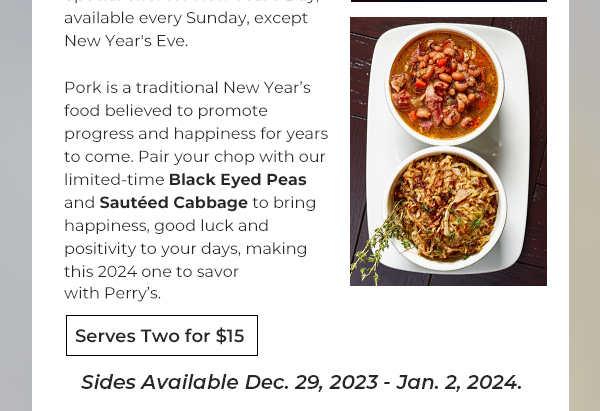 available every Sunday, except
New Year's Eve.
Pork is a traditional New Year’s
food believed to promote
progress and happiness for years
to come. Pair your chop with our
limited-time Black Eyed Peas
and Sautéed Cabbage to bring
happiness, good luck and
positivity to your days, making
this 2024 one to savor
with Perry’s.
Serves Two for $15
Sides Available Dec. 29, 2023 - Jan. 2, 2024.